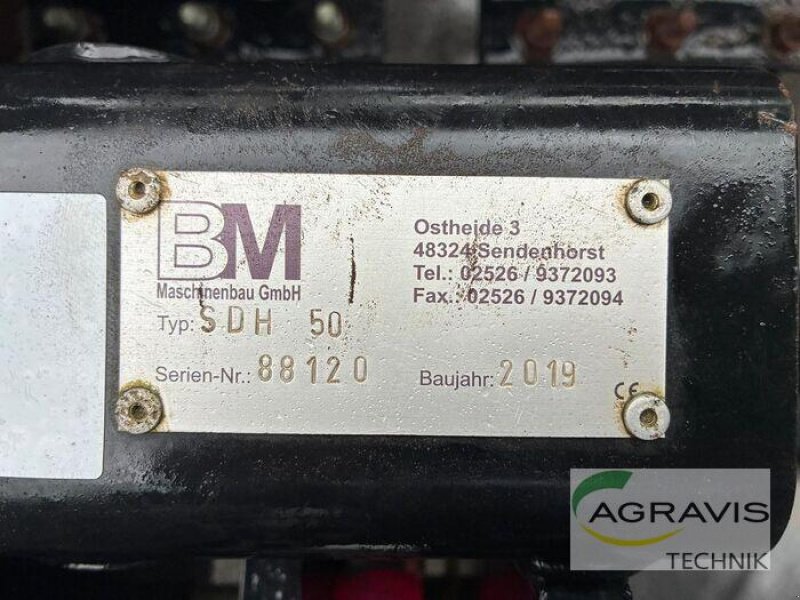 BM
Maschinenbau GmbH
Ostheide 3
48324 Sendenhorst
Tel.: 02526 / 9372093
Fax.: 02526 / 9372094
Typ: SDH 50
Serien-Nr.: 88120
Baujahr: 2019
CE
AGRAVIS
TECHNIK